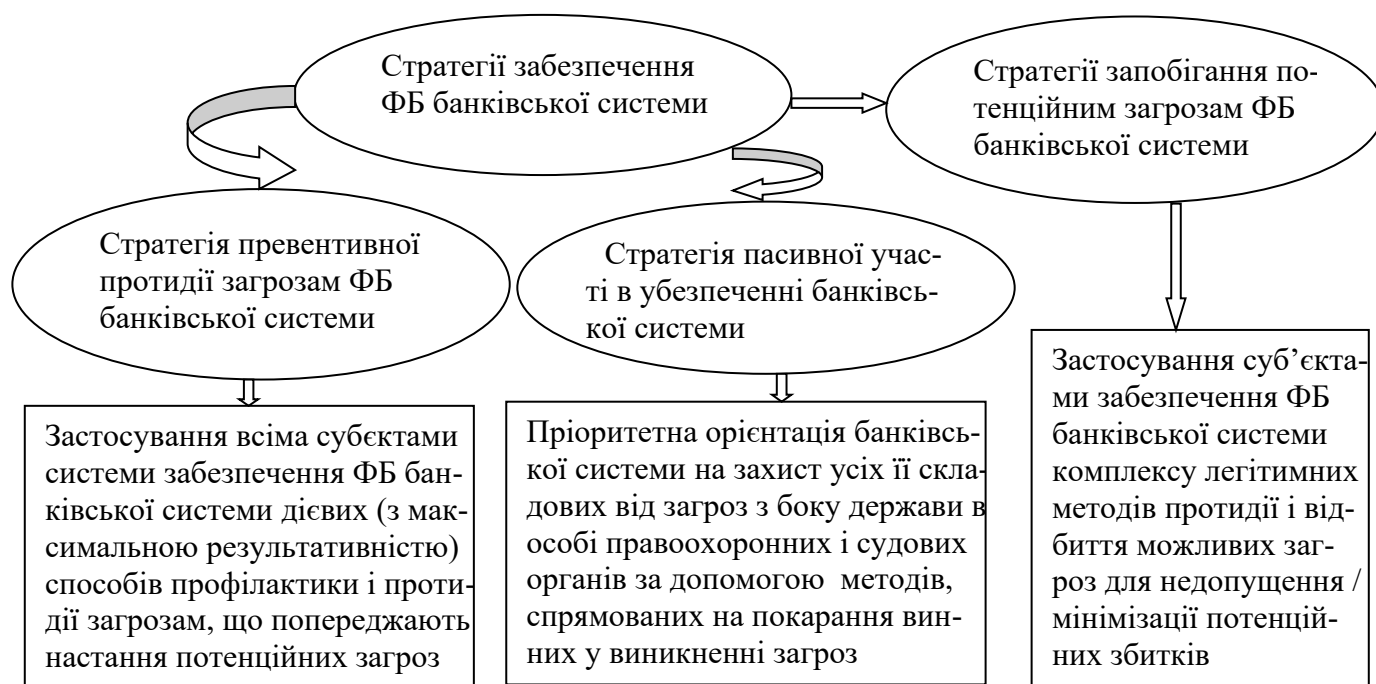 Стратегії забезпечення
ФБ банківської системи
Стратегії запобігання по-
тенційним загрозам ФБ
банківської системи
Стратегія превентивної
протидії загрозам ФБ
банківської системи
Стратегія пасивної учас-
ті в убезпеченні банківсь-
кої системи
Застосування всіма субєктами
системи забезпечення ФБ бан-
ківської системи дієвих (з мак-
симальною результативністю)
способів профілактики і проти-
дії загрозам, що попереджають
настання потенційних загроз
Пріоритетна орієнтація банківсь-
кої системи на захист усіх її скла-
дових від загроз з боку держави в
особі правоохоронних і судових
органів за допомогою методів,
спрямованих на покарання вин-
них у виникненні загроз
Застосування суб’єкта-
ми забезпечення ФБ
банківської системи
комплексу легітимних
методів протидії і від-
биття можливих заг-
роз для недопущення /
мінімізації потенцій-
них збитків